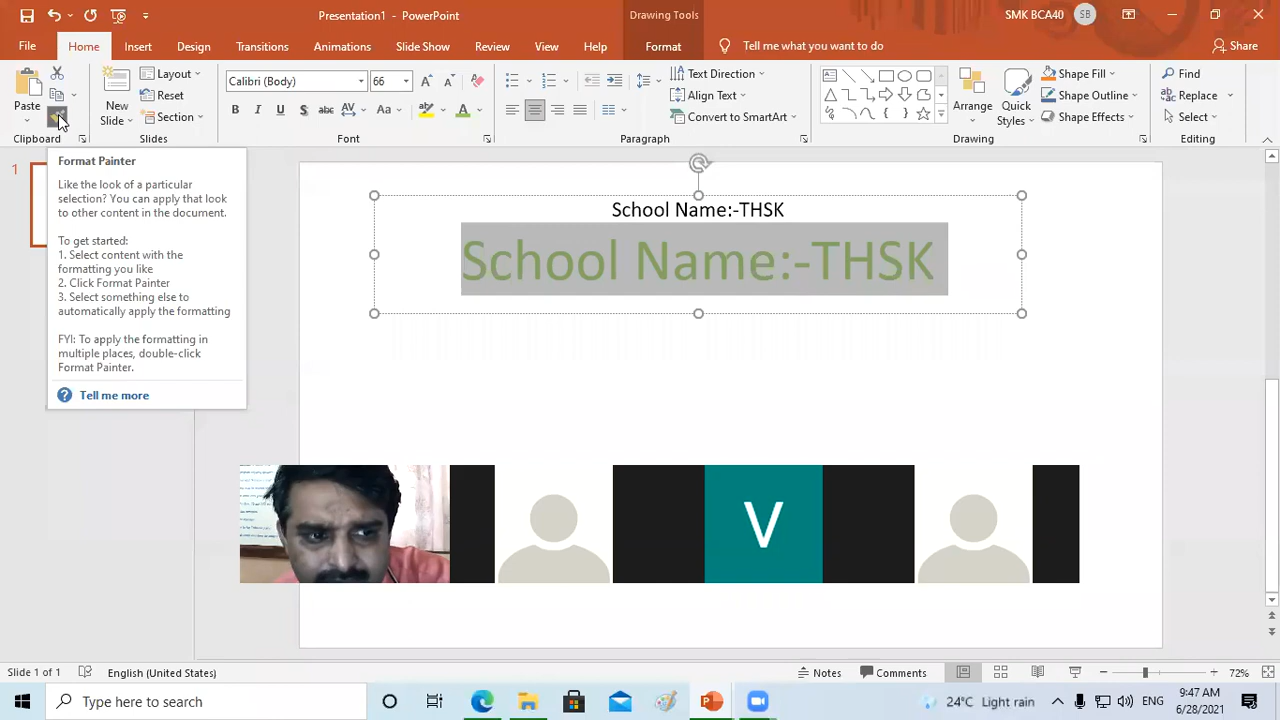 Presentation1 - PowerPoint
Drawing Tools
SMK BCA40
SB
File
Home
Insert
Design
Transitions
Animations
Slide Show
Review
View
Help
Format
Tell me what you want to do
Share
Paste
New
Slide
Layout
Reset
Section
Calibri (Body)
66
B
I
U
S
abc
AV
Aa
A
Text Direction
Align Text
Convert to SmartArt
Arrange
Quick
Styles
Shape Fill
Shape Outline
Shape Effects
Find
Replace
Select
Clipboard
Slides
Font
Paragraph
Drawing
Editing
1
Format Painter
Like the look of a particular
selection? You can apply that look
to other content in the document.
To get started:
1. Select content with the
formatting you like
2. Click Format Painter
3. Select something else to
automatically apply the formatting
FYI: To apply the formatting in
multiple places, double-click
Format Painter.
Tell me more
School Name:-THSK
School Name:-THSK
V
Slide 1 of 1
English (United States)
Notes
Comments
72%
Type here to search
24°C Light rain
ENG
9:47 AM
6/28/2021